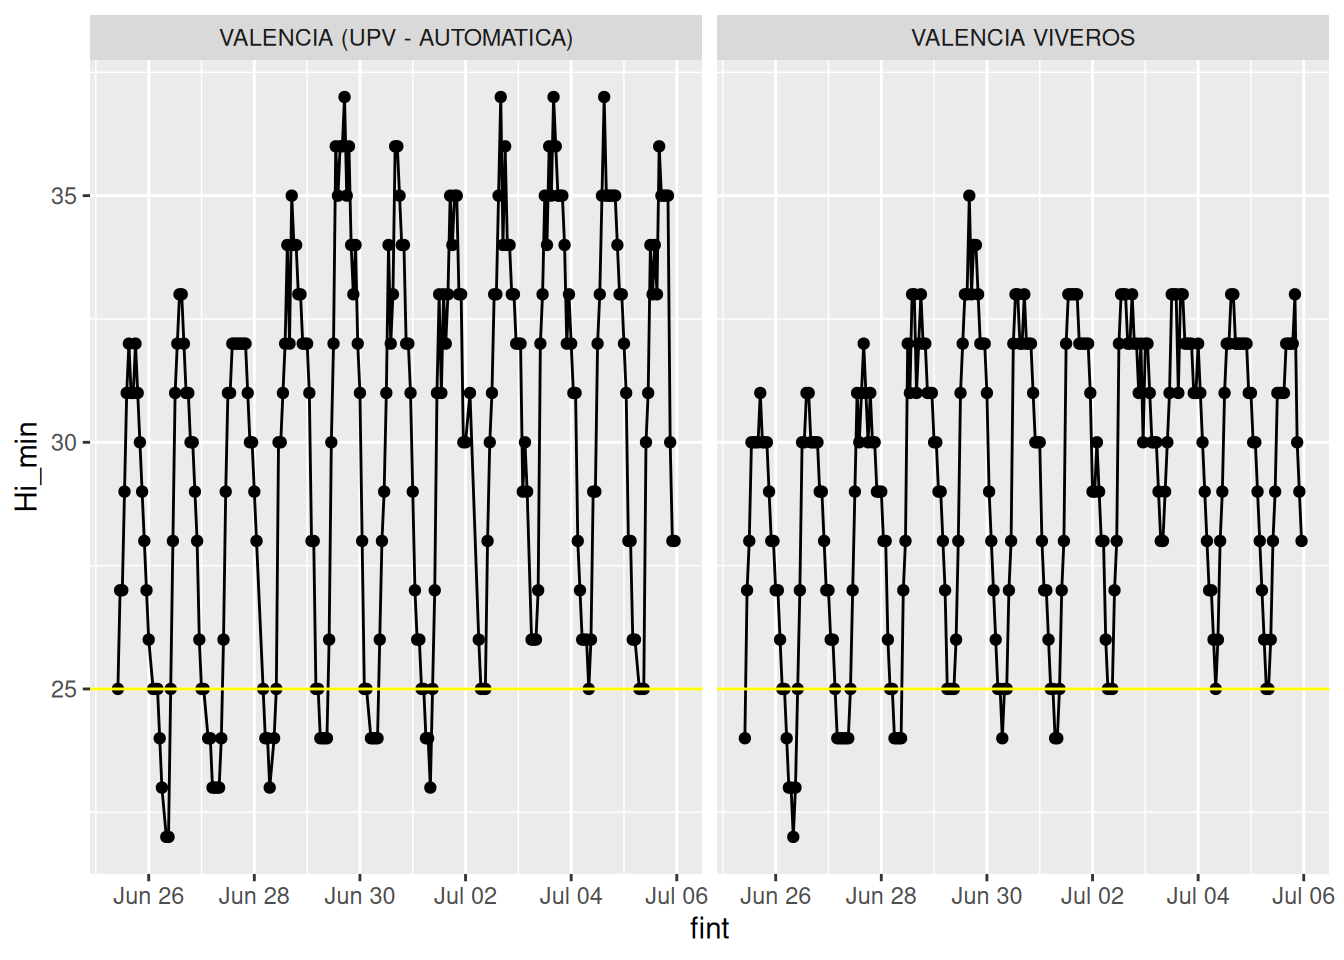 VALENCIA (UPV - AUTOMATICA)
VALENCIA VIVEROS
Hi_min
35
30
25
Jun 26 Jun 28 Jun 30 Jul 02 Jul 04 Jul 06
Jun 26 Jun 28 Jun 30 Jul 02 Jul 04 Jul 06
fint